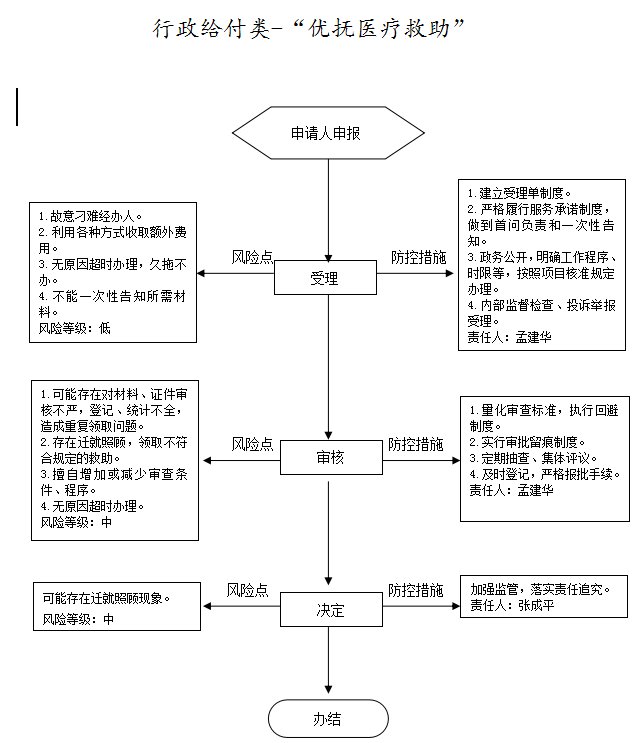 行政给付类-“优抚医疗救助”
申请人申报
1.故意刁难经办人。
2.利用各种方式收取额外费
用。
3.无原因超时办理，久拖不
办。
4.不能一次性告知所需材
料。
风险等级：低
风险点
受理
防控措施
1.建立受理单制度。
2.严格履行服务承诺制度，
做到首问负责和一次性告
知。
3.政务公开，明确工作程序、
时限等，按照项目核准规定
办理。
4.内部监督检查、投诉举报
受理。
责任人：孟建华
1.可能存在对材料、证件审
核不严，登记、统计不全，
造成重复领取问题。
2.存在迁就照顾，领取不符
合规定的救助。
3.擅自增加或减少审查条
件、程序。
4.无原因超时办理。
风险等级：中
风险点
审核
防控措施
1.量化审查标准，执行回避
制度。
2.实行审批留痕制度。
3.定期抽查、集体评议。
4.及时登记，严格报批手续。
责任人：孟建华
可能存在迁就照顾现象。
风险等级：中
风险点
决定
防控措施
加强监管，落实责任追究。
责任人：张成平
办结